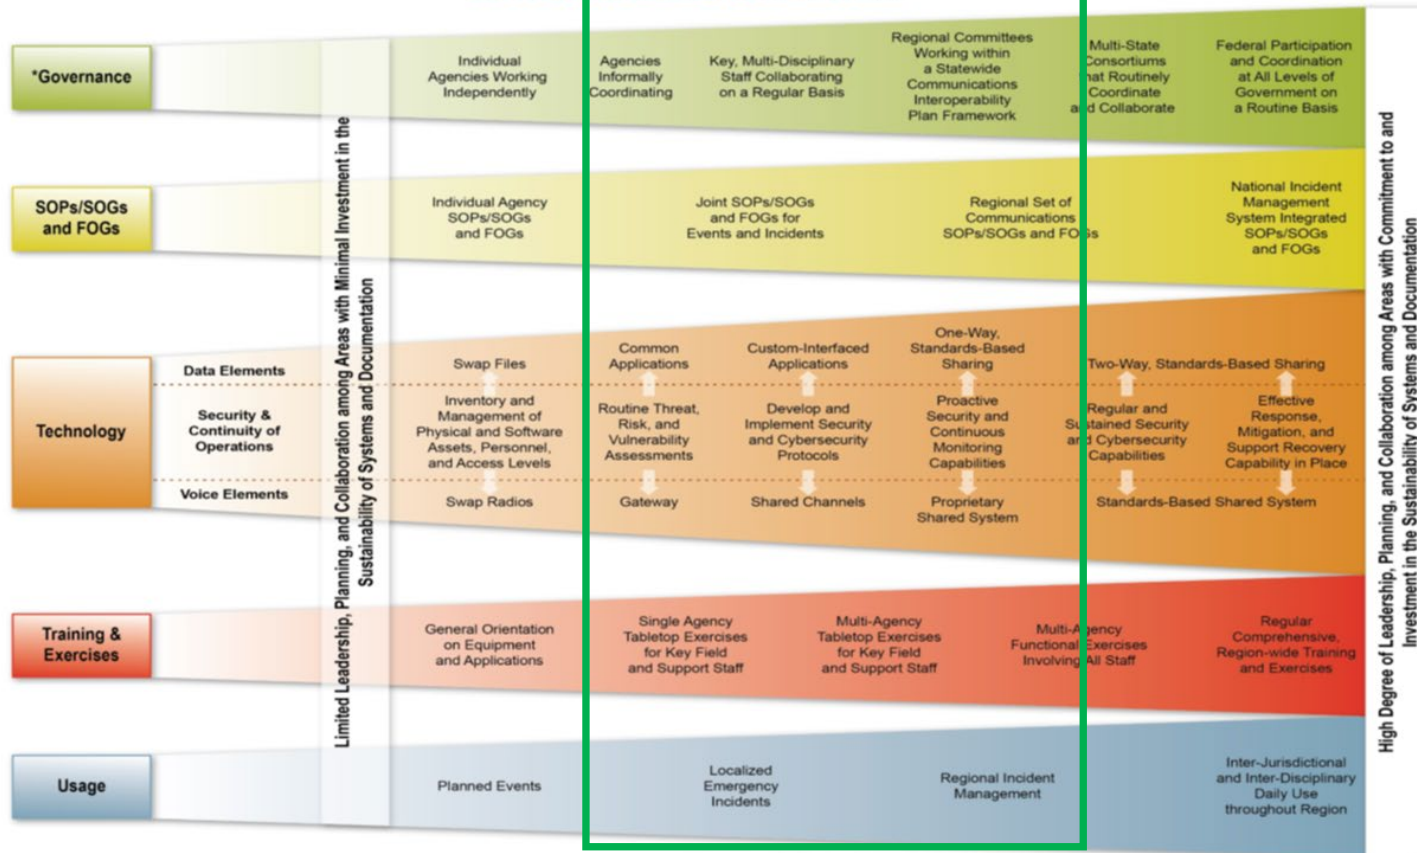 *Governance
Individual
Agencies Working
Independently
Agencies
Informally
Coordinating
Key, Multi-Disciplinary
Staff Collaborating
on a Regular Basis
Regional Committees
Working within
a Statewide
Communications
Interoperability
Plan Framework
Multi-State
Consortiums
that Routinely
Coordinate
and Collaborate
Federal Participation
and Coordination
at All Levels of
Government on
a Routine Basis
SOPs/SOGs
and FOGs
Individual Agency
SOPs/SOGs
and FOGs
Joint SOPs/SOGs
and FOGs for
Events and Incidents
Regional Set of
Communications
SOPs/SOGs and FOGs
National Incident
Management
System Integrated
SOPs/SOGs
and FOGs
Technology
Data Elements
Swap Files
Common
Applications
Custom-Interfaced
Applications
One-Way,
Standards-Based
Sharing
Two-Way, Standards-Based Sharing
Security &
Continuity of
Operations
Inventory and
Management of
Physical and Software
Assets, Personnel,
and Access Levels
Routine Threat,
Risk, and
Vulnerability
Assessments
Develop and
Implement Security
and Cybersecurity
Protocols
Proactive
Security and
Continuous
Monitoring
Capabilities
Regular and
Sustained Security
and Cybersecurity
Capabilities
Effective
Response,
Mitigation, and
Support Recovery
Capability in Place
Voice Elements
Swap Radios
Gateway
Shared Channels
Proprietary
Shared System
Standards-Based Shared System
Training &
Exercises
General Orientation
on Equipment
and Applications
Single Agency
Tabletop Exercises
for Key Field
and Support Staff
Multi-Agency
Tabletop Exercises
for Key Field
and Support Staff
Multi-Agency
Functional Exercises
Involving All Staff
Regular
Comprehensive,
Region-wide Training
and Exercises
Usage
Planned Events
Localized
Emergency
Incidents
Regional Incident
Management
Inter-Jurisdictional
and Inter-Disciplinary
Daily Use
throughout Region
Limited Leadership, Planning, and Collaboration among Areas with Minimal Investment in the
Sustainability of Systems and Documentation
High Degree of Leadership, Planning, and Collaboration among Areas with Commitment to and
Investment in the Sustainability of Systems and Documentation